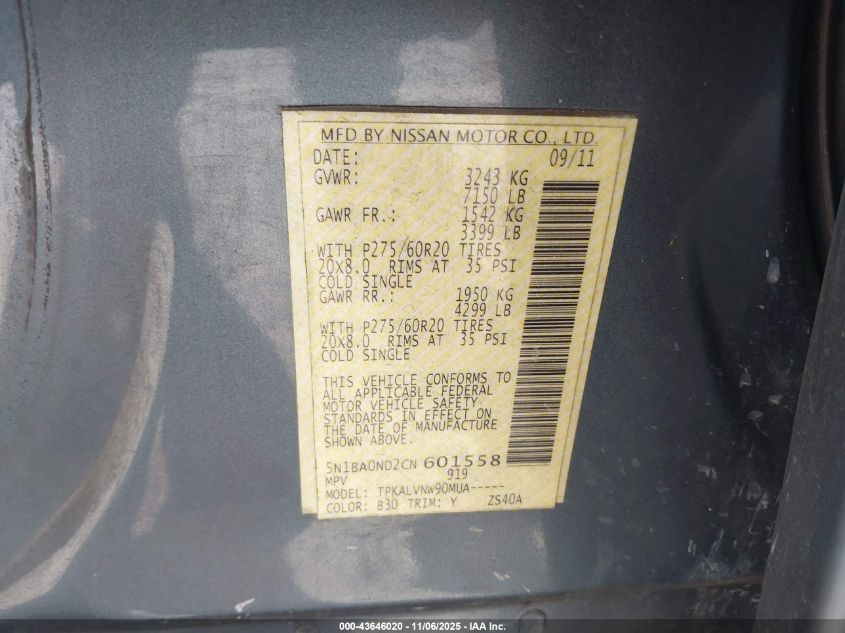 MFD BY NISSAN MOTOR CO., LTD.
DATE: 09/11
GVWR: 3243 KG
7150 LB
GAWR FR.: 1542 KG
3399 LB
WITH P275/60R20 TIRES
20X8.0 RIMS AT 35 PSI
COLD SINGLE
GAWR RR.: 1950 KG
4299 LB
WITH P275/60R20 TIRES
20X8.0 RIMS AT 35 PSI
COLD SINGLE
THIS VEHICLE CONFORMS TO
ALL APPLICABLE FEDERAL
MOTOR VEHICLE SAFETY
STANDARDS IN EFFECT ON
THE DATE OF MANUFACTURE
SHOWN ABOVE.
5N1BA0ND2CN 601558
MPV 919
MODEL: TPKALVNW90MUA-----
COLOR: B30 TRIM: Y ZS40A
000-43646020 - 11/06/2025 - IAA Inc.